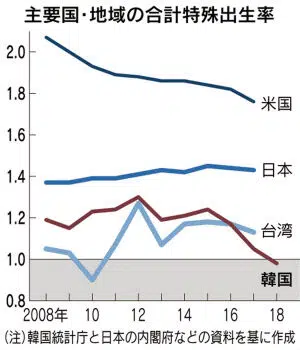 主要国・地域の合計特殊出生率
2.0
1.8
1.6
1.4
1.2
1.0
0.8
米国
日本
台湾
韓国
2008年 10 12 14 16 18
(注)韓国統計庁と日本の内閣府などの資料を基に作成